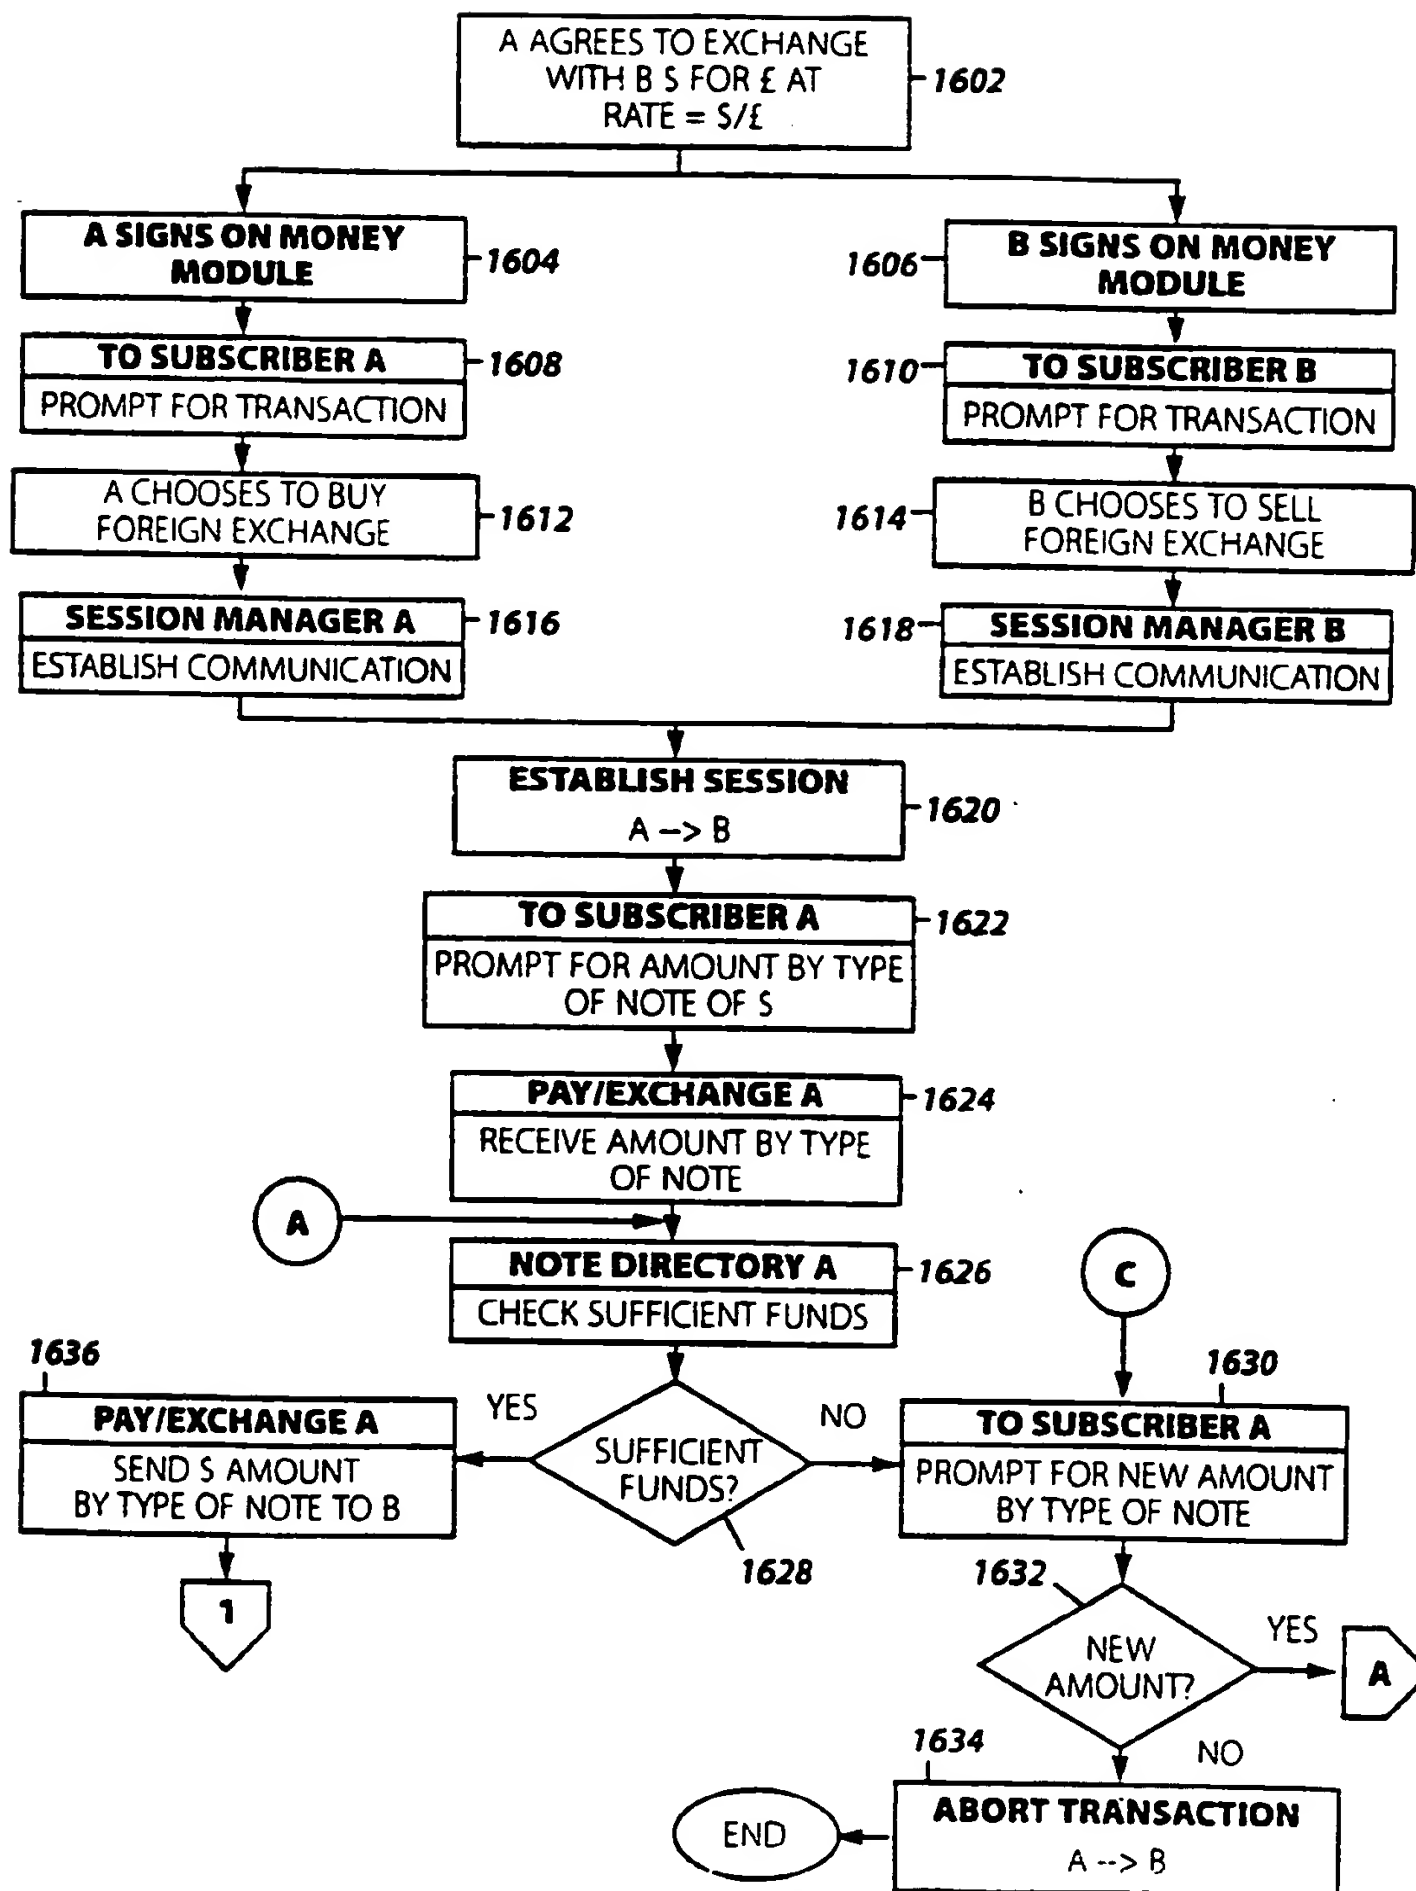 A AGREES TO EXCHANGE
WITH B $ FOR £ AT
RATE = $/£
1602
A SIGNS ON MONEY
MODULE
1604
B SIGNS ON MONEY
MODULE
1606
TO SUBSCRIBER A
1608
PROMPT FOR TRANSACTION
TO SUBSCRIBER B
1610
PROMPT FOR TRANSACTION
A CHOOSES TO BUY
FOREIGN EXCHANGE
1612
B CHOOSES TO SELL
FOREIGN EXCHANGE
1614
SESSION MANAGER A
1616
ESTABLISH COMMUNICATION
SESSION MANAGER B
1618
ESTABLISH COMMUNICATION
ESTABLISH SESSION
A --> B
1620
TO SUBSCRIBER A
1622
PROMPT FOR AMOUNT BY TYPE
OF NOTE OF $
PAY/EXCHANGE A
1624
RECEIVE AMOUNT BY TYPE
OF NOTE
A
NOTE DIRECTORY A
1626
CHECK SUFFICIENT FUNDS
C
1636
PAY/EXCHANGE A
SEND $ AMOUNT
BY TYPE OF NOTE TO B
YES
SUFFICIENT
FUNDS?
NO
1628
1630
TO SUBSCRIBER A
PROMPT FOR NEW AMOUNT
BY TYPE OF NOTE
1
1632
NEW
AMOUNT?
YES
A
NO
1634
ABORT TRANSACTION
A --> B
END